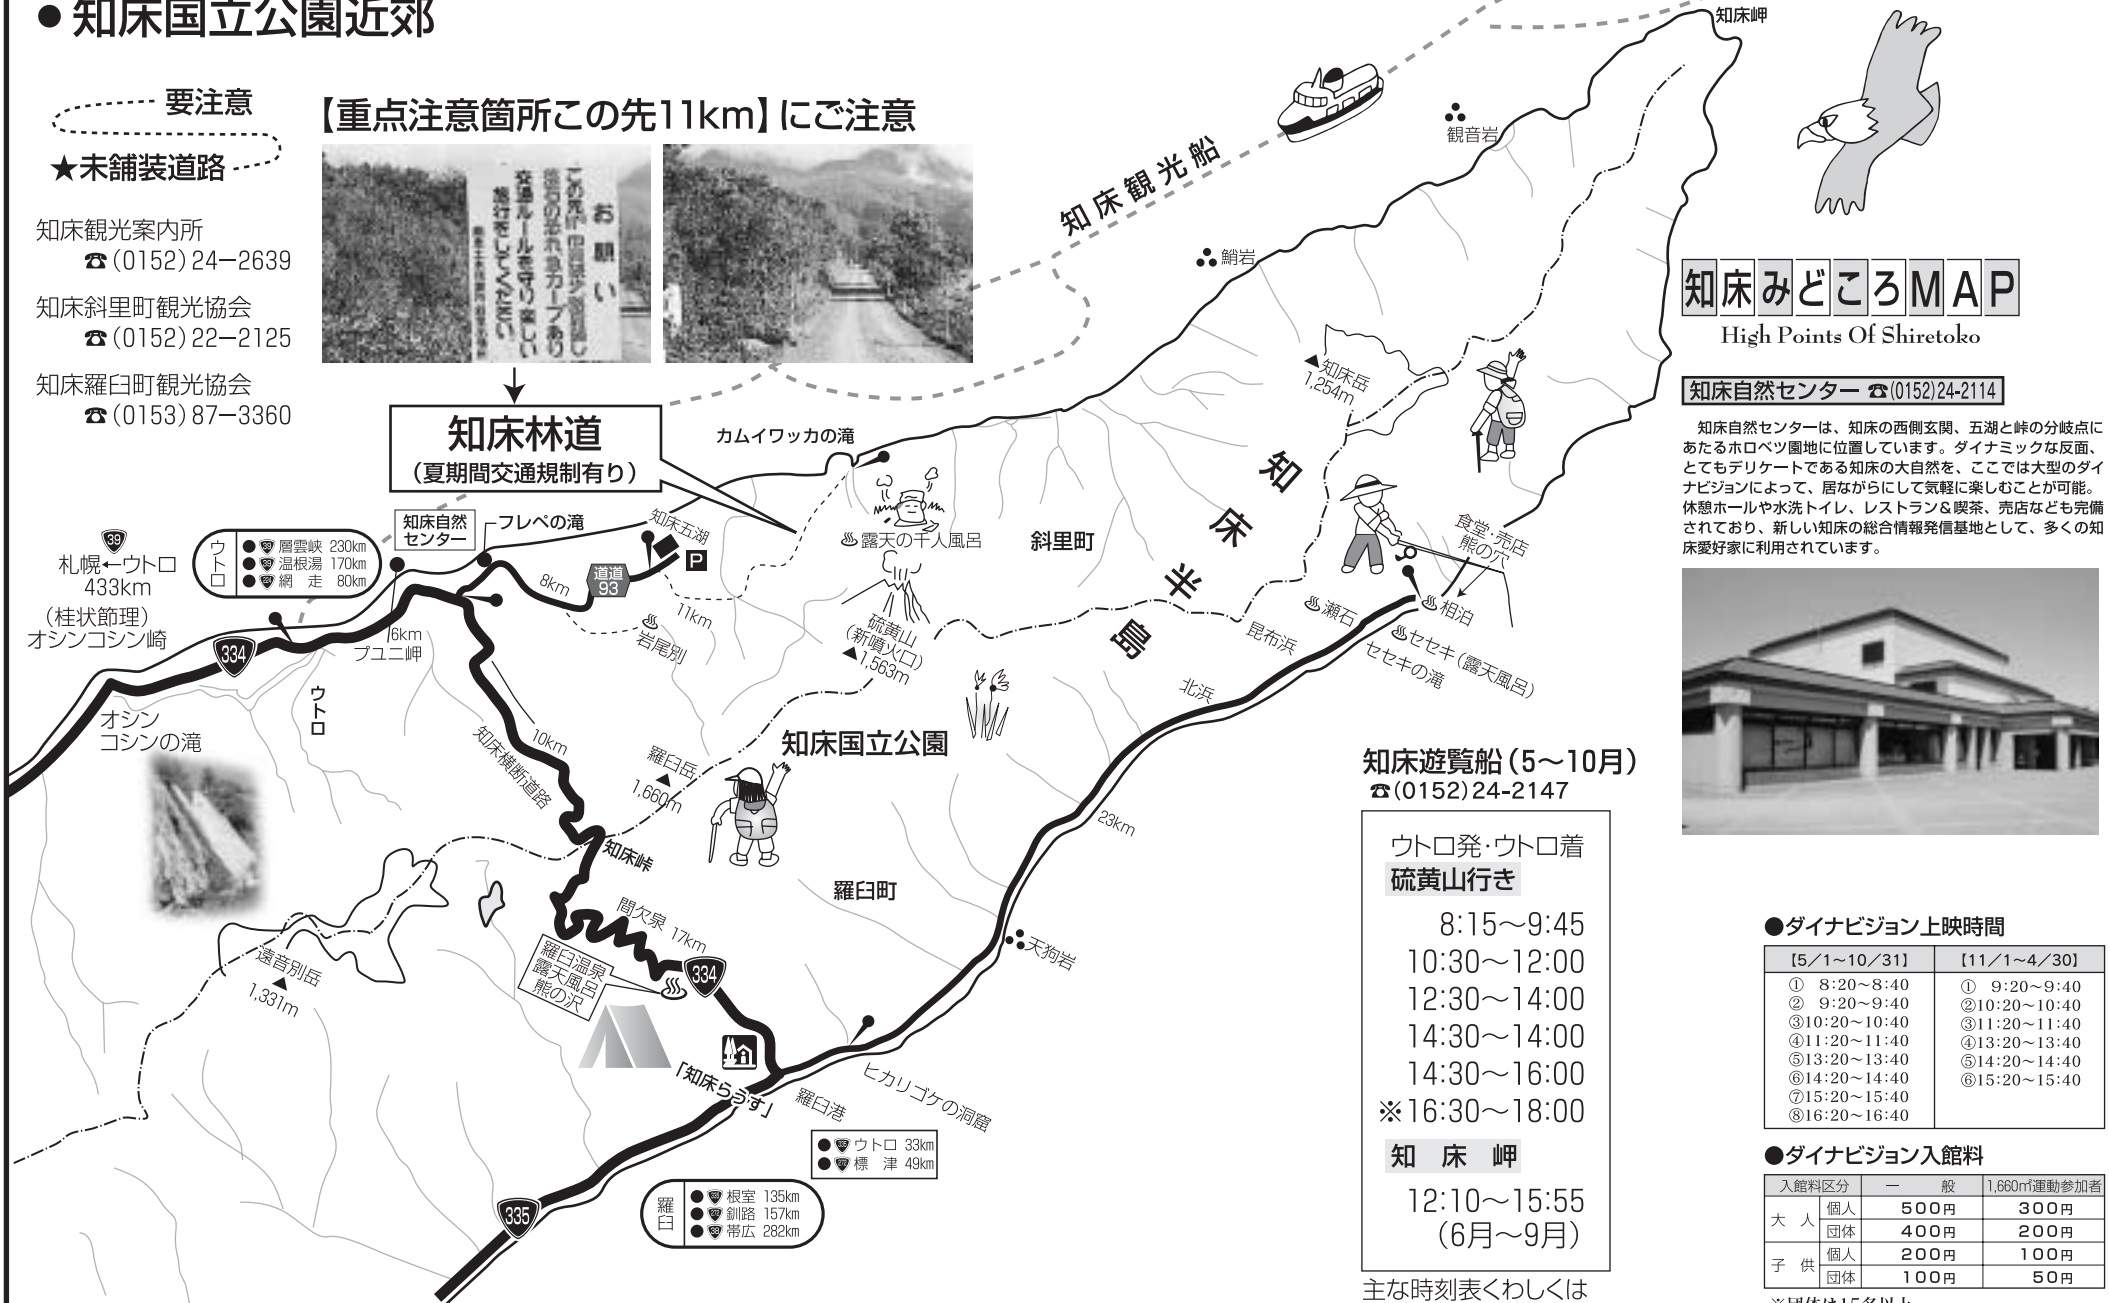 ●知床国立公園近郊
要注意
★未舗装道路
【重点注意箇所この先11km】にご注意
お願い
知床観光案内所
☎(0152)24−2639
知床斜里町観光協会
☎(0152)22−2125
知床羅臼町観光協会
☎(0153)87−3360
知床林道
(夏期間交通規制有り)
知床観光船
知床岬
観音岩
鮹岩
カムイワッカの滝
知床岳
1,254m
知床半島
斜里町
露天の千人風呂
硫黄山
(新噴火口)
1,563m
知床五湖
P
道道
93
8km
11km
岩尾別
知床自然
センター
フレペの滝
39
札幌←ウトロ
433km
(桂状節理)
オシンコシン崎
ウトロ
●39 層雲峡 230km
●39 温根湯 170km
● 網 走 80km
334
6km
プユニ岬
ウトロ
オシン
コシンの滝
10km
知床横断道路
羅臼岳
1,660m
知床国立公園
知床峠
羅臼町
間欠泉 17km
羅臼温泉
露天風呂
熊の沢
334
遠音別岳
1,331m
「知床らうす」
羅臼港
ヒカリゴケの洞窟
天狗岩
23km
北浜
昆布浜
瀬石
セセキ(露天風呂)
セセキの滝
相泊
食堂・売店
熊の穴
● ウトロ 33km
● 標 津 49km
羅臼
● 根室 135km
● 釧路 157km
● 帯広 282km
335
知床遊覧船(5〜10月)
☎(0152)24-2147
ウトロ発・ウトロ着
硫黄山行き
8:15〜9:45
10:30〜12:00
12:30〜14:00
14:30〜14:00
14:30〜16:00
※16:30〜18:00
知 床 岬
12:10〜15:55
(6月〜9月)
主な時刻表くわしくは
知床みどころMAP
High Points Of Shiretoko
知床自然センター ☎(0152)24-2114
知床自然センターは、知床の西側玄関、五湖と峠の分岐点に
あたるホロベツ園地に位置しています。ダイナミックな反面、
とてもデリケートである知床の大自然を、ここでは大型のダイ
ナビジョンによって、居ながらにして気軽に楽しむことが可能。
休憩ホールや水洗トイレ、レストラン&喫茶、売店なども完備
されており、新しい知床の総合情報発信基地として、多くの知
床愛好家に利用されています。
●ダイナビジョン上映時間
【5/1〜10/31】 【11/1〜4/30】
① 8:20〜8:40 ① 9:20〜9:40
② 9:20〜9:40 ②10:20〜10:40
③10:20〜10:40 ③11:20〜11:40
④11:20〜11:40 ④13:20〜13:40
⑤13:20〜13:40 ⑤14:20〜14:40
⑥14:20〜14:40 ⑥15:20〜15:40
⑦15:20〜15:40
⑧16:20〜16:40
●ダイナビジョン入館料
入館料区分 一 般 1,660㎡運動参加者
大 人 個人 500円 300円
団体 400円 200円
子 供 個人 200円 100円
団体 100円 50円